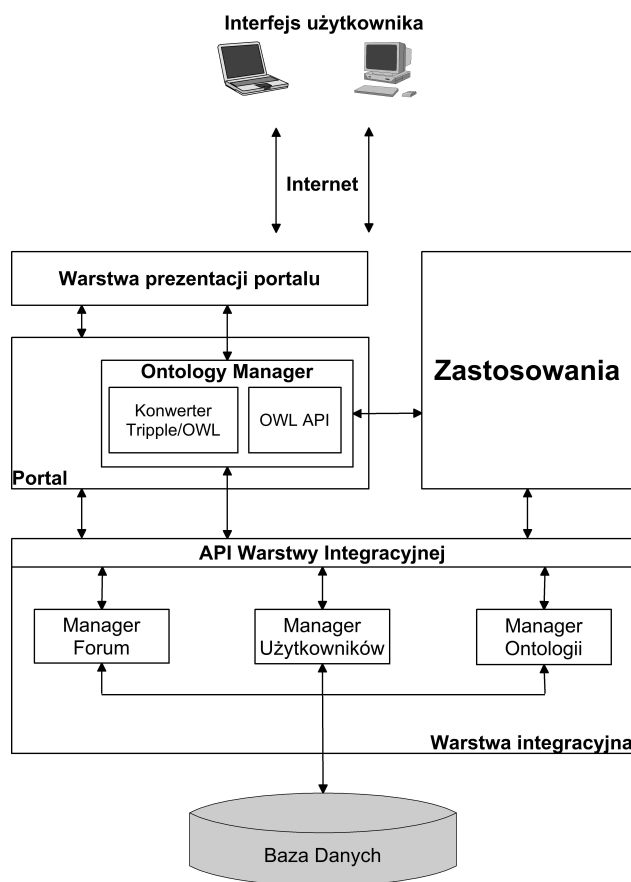 Interfejs użytkownika
Internet
Warstwa prezentacji portalu
Zastosowania
Ontology Manager
Konwerter
Tripple/OWL
OWL API
Portal
API Warstwy Integracyjnej
Manager
Forum
Manager
Użytkowników
Manager
Ontologii
Warstwa integracyjna
Baza Danych